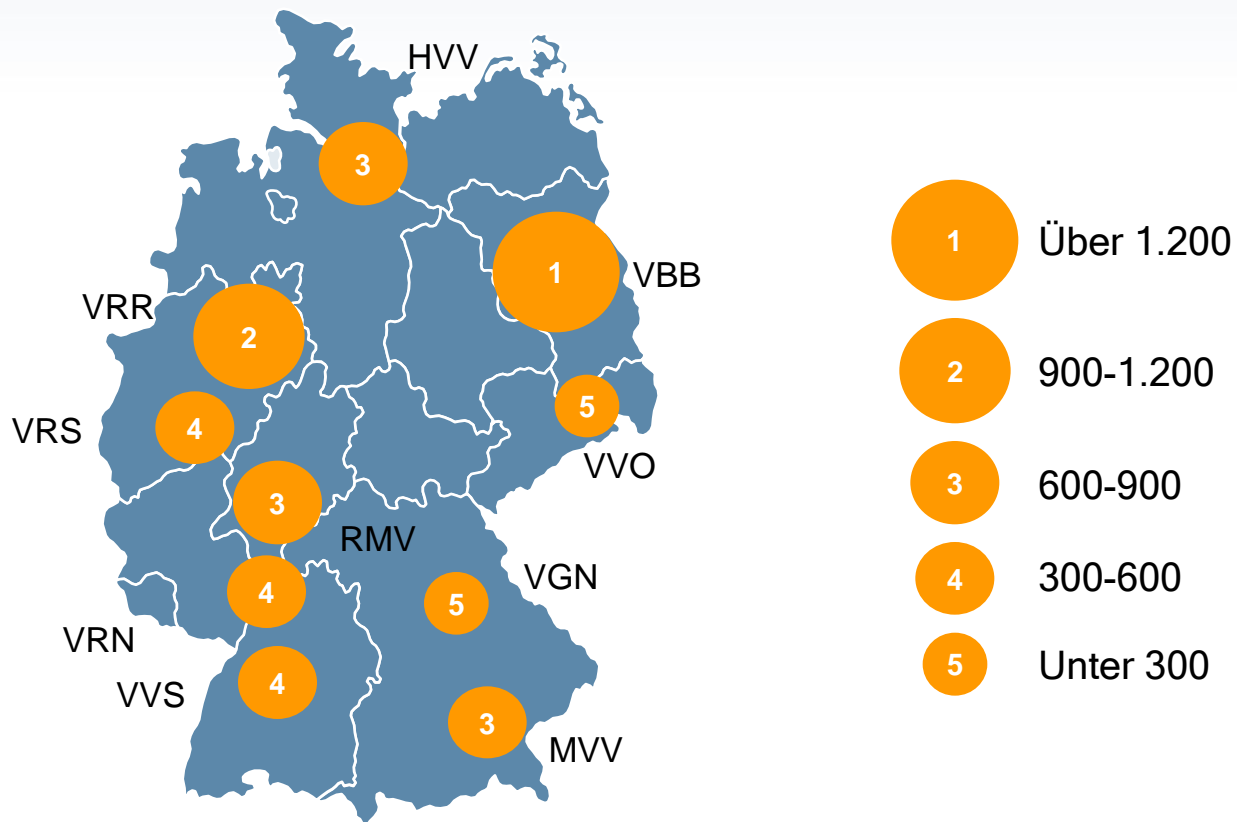 HVV
3
1
VBB
VRR
2
VRS
4
5
VVO
3
RMV
VGN
4
5
VRN
VVS
4
3
MVV
1 Über 1.200
2 900-1.200
3 600-900
4 300-600
5 Unter 300